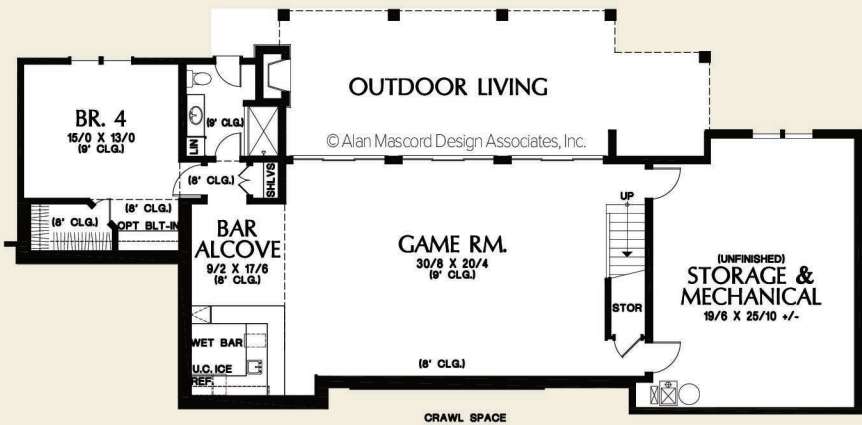 OUTDOOR LIVING
© Alan Mascord Design Associates, Inc.
BR. 4
15/0 X 13/0
(9' CLG.)
(9' CLG.)
LIN
(8' CLG.)
SHLVS
(8' CLG.)
(8' CLG.)
OPT BLT-IN
BAR
ALCOVE
9/2 X 17/6
(8' CLG.)
GAME RM.
30/8 X 20/4
(9' CLG.)
UP
STOR
(UNFINISHED)
STORAGE &
MECHANICAL
19/6 X 25/10 +/-
WET BAR
U.C. ICE
REF.
(8' CLG.)
CRAWL SPACE